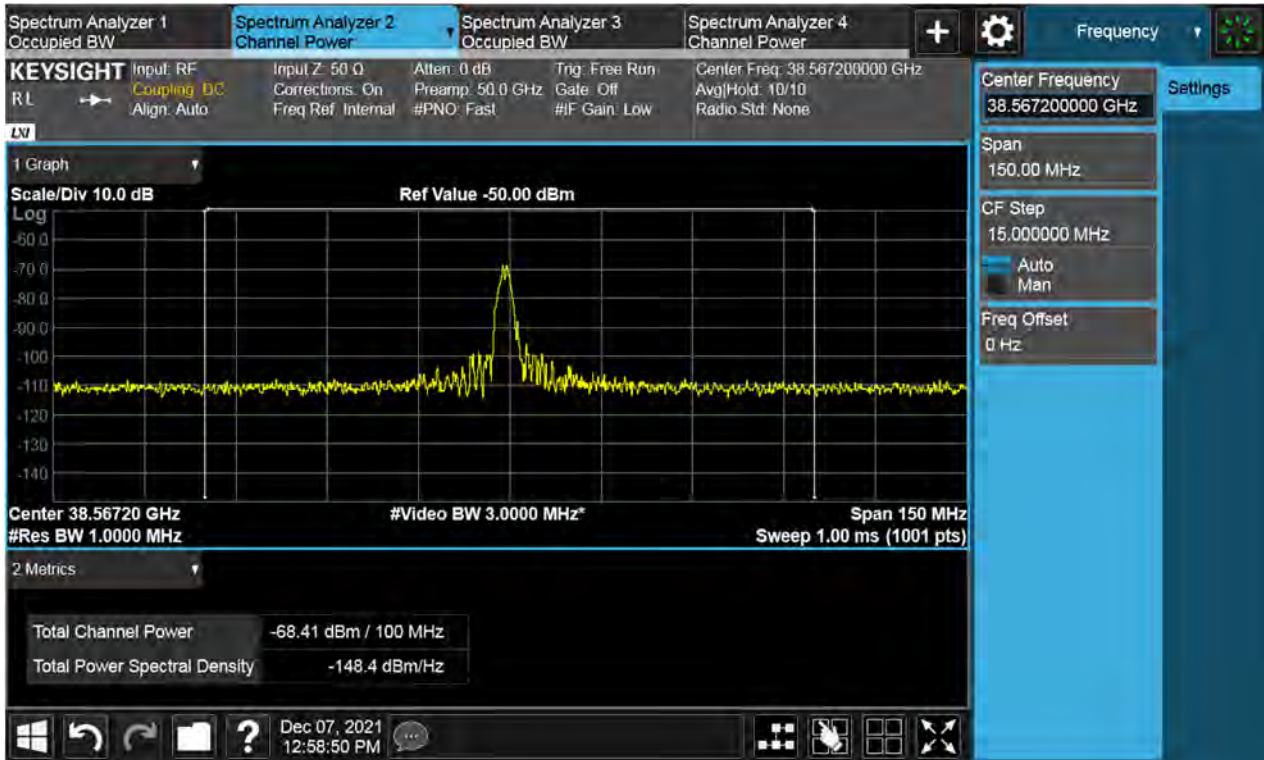 Spectrum Analyzer 1
Occupied BW
Spectrum Analyzer 2
Channel Power
Spectrum Analyzer 3
Occupied BW
Spectrum Analyzer 4
Channel Power
Frequency
KEYSIGHT
RL
LXI
Input: RF
Coupling: DC
Align: Auto
Input Z: 50 Ω
Corrections: On
Freq Ref: Internal
Atten: 0 dB
Preamp: 50.0 GHz
#PNO: Fast
Trig: Free Run
Gate: Off
#IF Gain: Low
Center Freq: 38.567200000 GHz
Avg|Hold: 10/10
Radio Std: None
Center Frequency
38.567200000 GHz
Settings
Span
150.00 MHz
CF Step
15.000000 MHz
Auto
Man
Freq Offset
0 Hz
1 Graph
Scale/Div 10.0 dB
Ref Value -50.00 dBm
Log
-60.0
-70.0
-80.0
-90.0
-100
-110
-120
-130
-140
Center 38.56720 GHz
#Video BW 3.0000 MHz*
Span 150 MHz
#Res BW 1.0000 MHz
Sweep 1.00 ms (1001 pts)
2 Metrics
Total Channel Power
-68.41 dBm / 100 MHz
Total Power Spectral Density
-148.4 dBm/Hz
?
Dec 07, 2021
12:58:50 PM